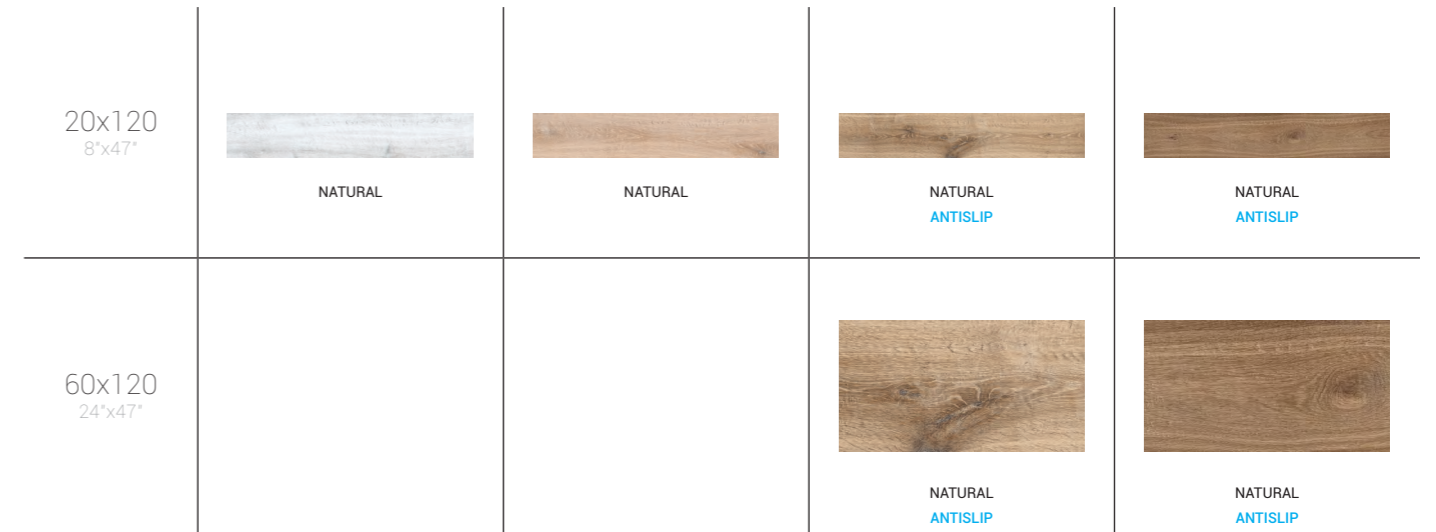 20x120
8"x47"
NATURAL
NATURAL
NATURAL
ANTISLIP
NATURAL
ANTISLIP
60x120
24"x47"
NATURAL
ANTISLIP
NATURAL
ANTISLIP